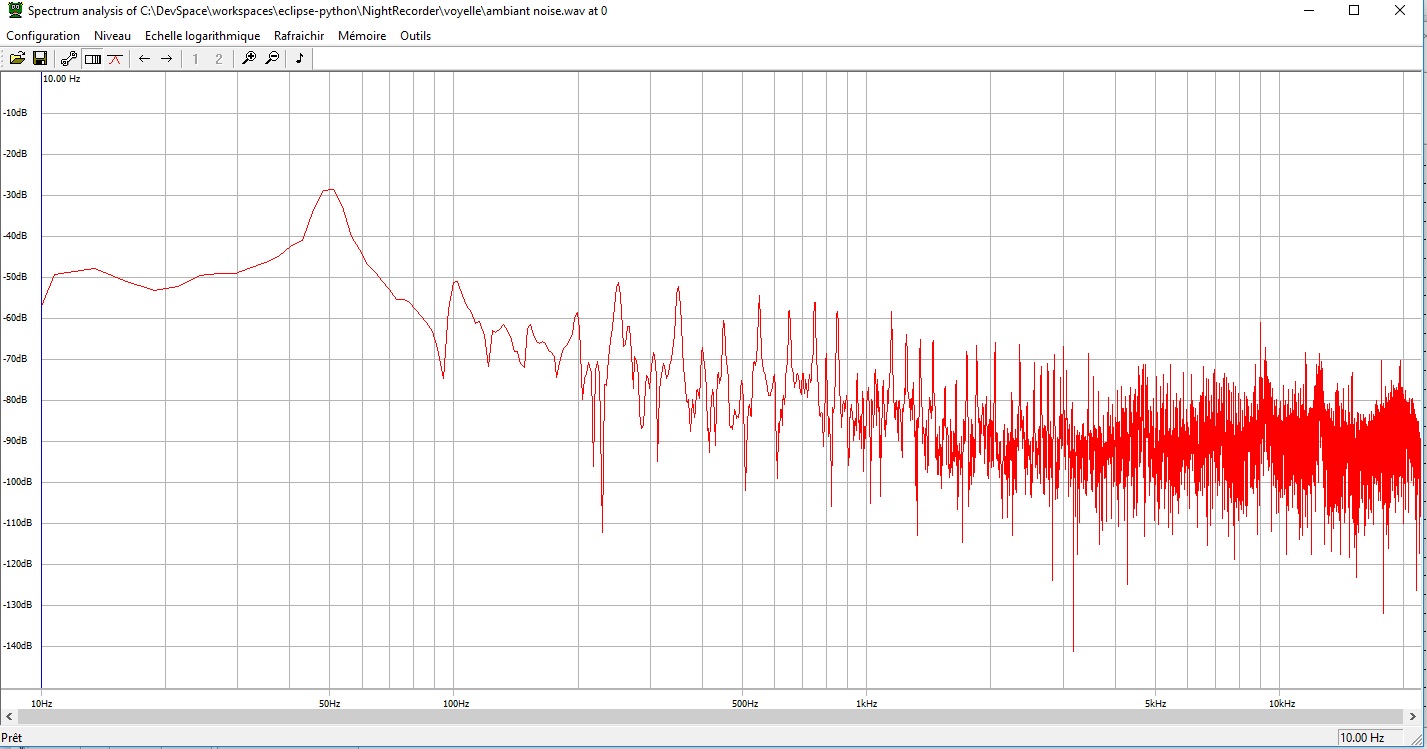 Spectrum analysis of C:\DevSpace\workspaces\eclipse-python\NightRecorder\voyelle\ambiant noise.wav at 0
Configuration Niveau Echelle logarithmique Rafraichir Mémoire Outils
1 2
10.00 Hz
-10dB
-20dB
-30dB
-40dB
-50dB
-60dB
-70dB
-80dB
-90dB
-100dB
-110dB
-120dB
-130dB
-140dB
10Hz 50Hz 100Hz 500Hz 1kHz 5kHz 10kHz
Prêt 10.00 Hz